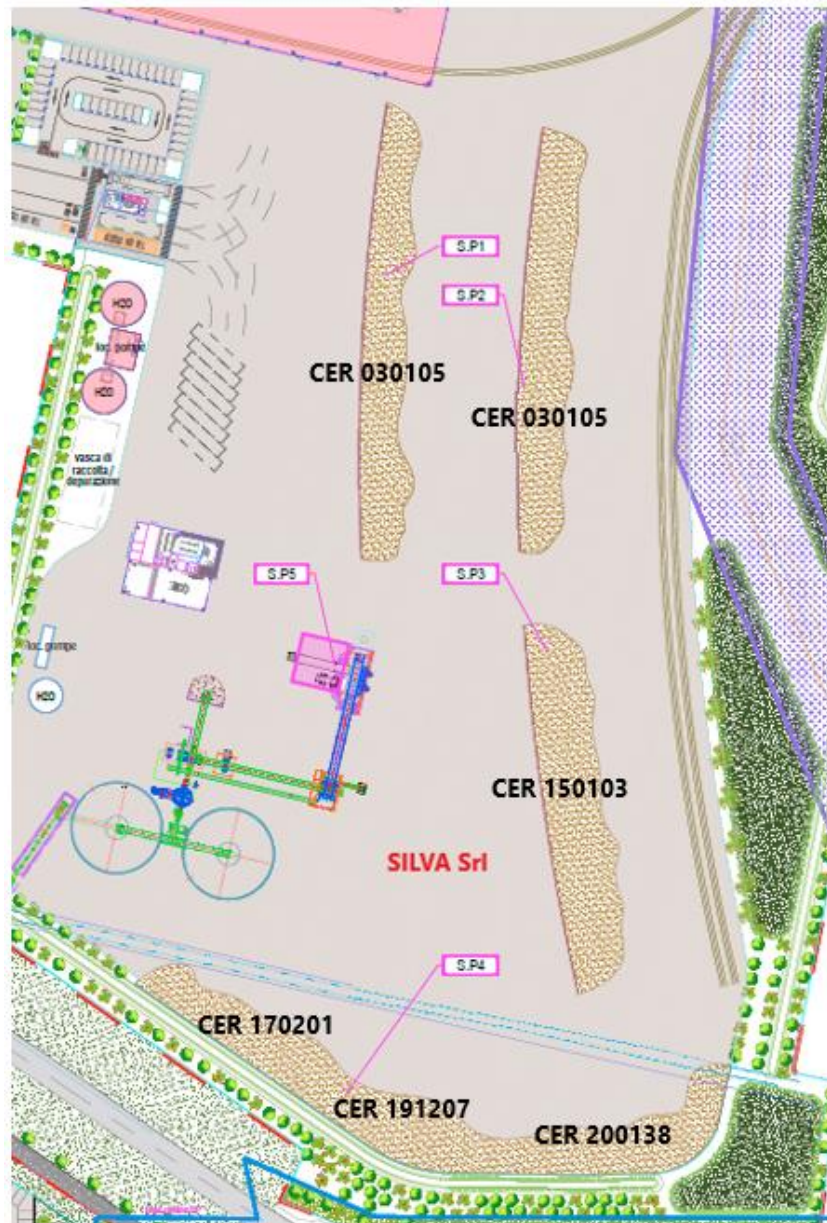 S.P1
S.P2
H2O
loc. pompe
H2O
CER 030105
CER 030105
vasca di
raccolta /
depurazione
S.P5
S.P3
loc. pompe
H2O
CER 150103
SILVA Srl
S.P4
CER 170201
CER 191207
CER 200138